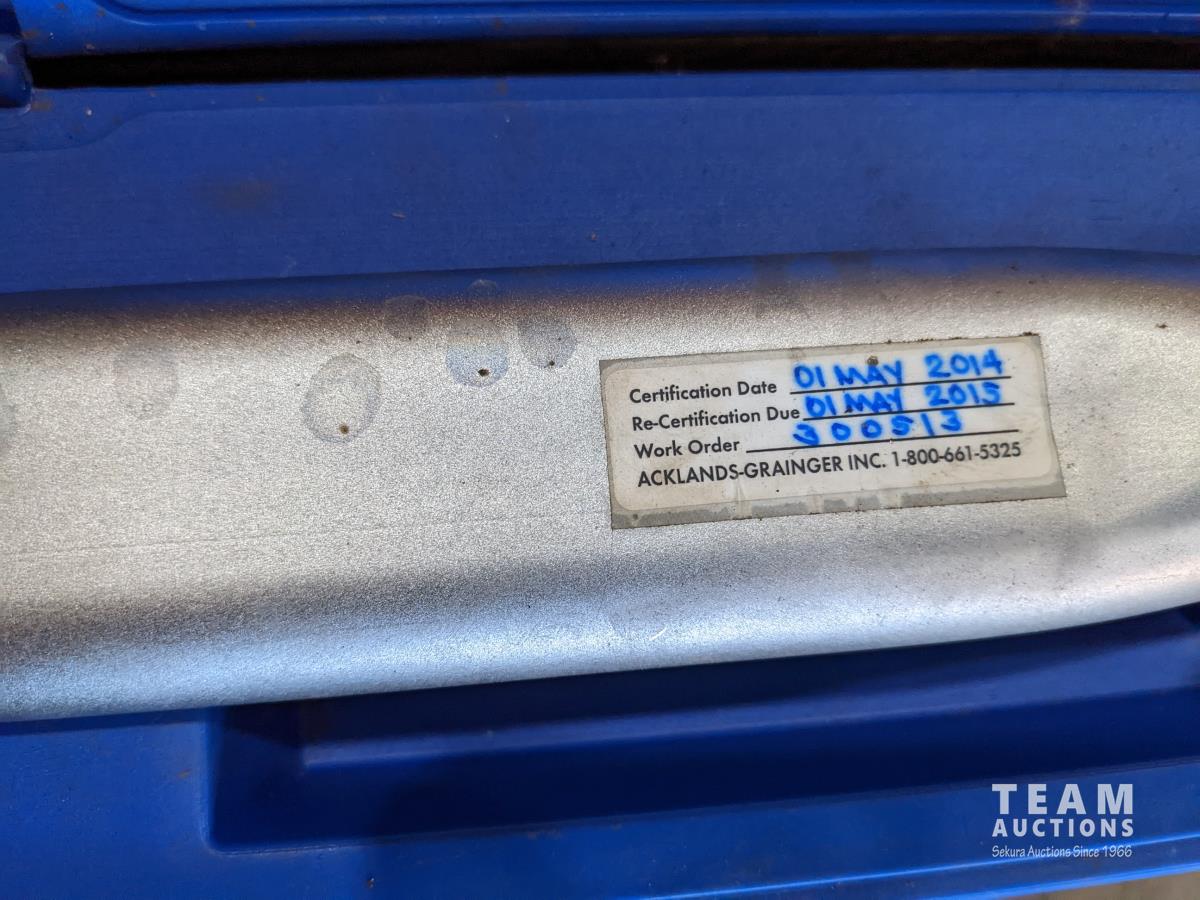 Certification Date 01 MAY 2014
Re-Certification Due 01 MAY 2015
Work Order 300513
ACKLANDS-GRAINGER INC. 1-800-661-5325
TEAM
AUCTIONS
Sekura Auctions Since 1966